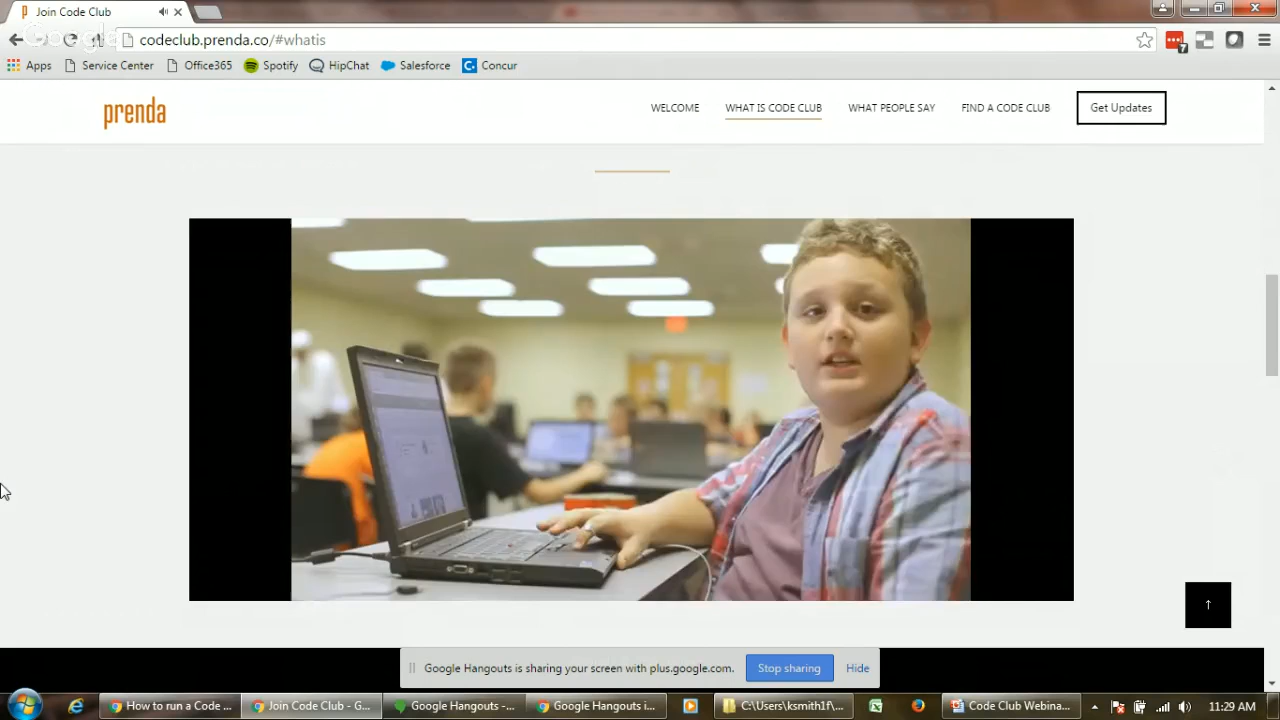 Join Code Club
Google
codeclub.prenda.co/#whatis
7
Apps
Service Center
Office365
Spotify
HipChat
Salesforce
Concur
prenda
WELCOME
WHAT IS CODE CLUB
WHAT PEOPLE SAY
FIND A CODE CLUB
Get Updates
↑
Google Hangouts is sharing your screen with plus.google.com.
Stop sharing
Hide
How to run a Code ...
Join Code Club - G...
Google Hangouts -...
Google Hangouts i...
C:\Users\ksmith1f\...
Code Club Webina...
11:29 AM